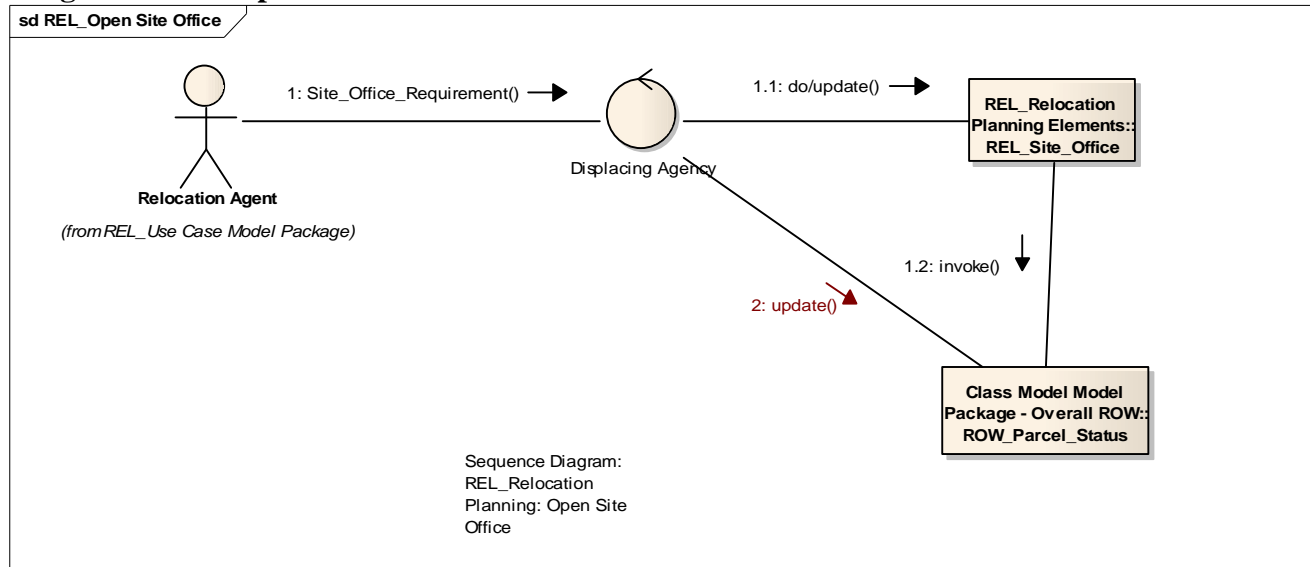 sd REL_Open Site Office
1: Site_Office_Requirement()
1.1: do/update()
REL_Relocation
Planning Elements::
REL_Site_Office
Displacing Agency
Relocation Agent
(from REL_Use Case Model Package)
1.2: invoke()
2: update()
Class Model Model
Package - Overall ROW::
ROW_Parcel_Status
Sequence Diagram:
REL_Relocation
Planning: Open Site
Office